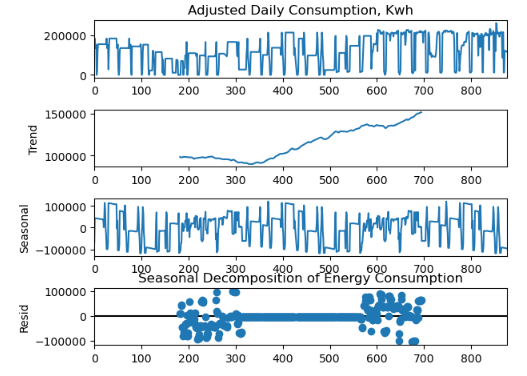 Adjusted Daily Consumption, Kwh
200000
0
0 100 200 300 400 500 600 700 800
150000
100000
Trend
0 100 200 300 400 500 600 700 800
100000
0
−100000
Seasonal
0 100 200 300 400 500 600 700 800
Seasonal Decomposition of Energy Consumption
100000
0
−100000
Resid
0 100 200 300 400 500 600 700 800